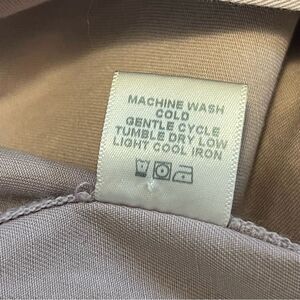 MACHINE WASH
COLD
GENTLE CYCLE
TUMBLE DRY LOW
LIGHT COOL IRON